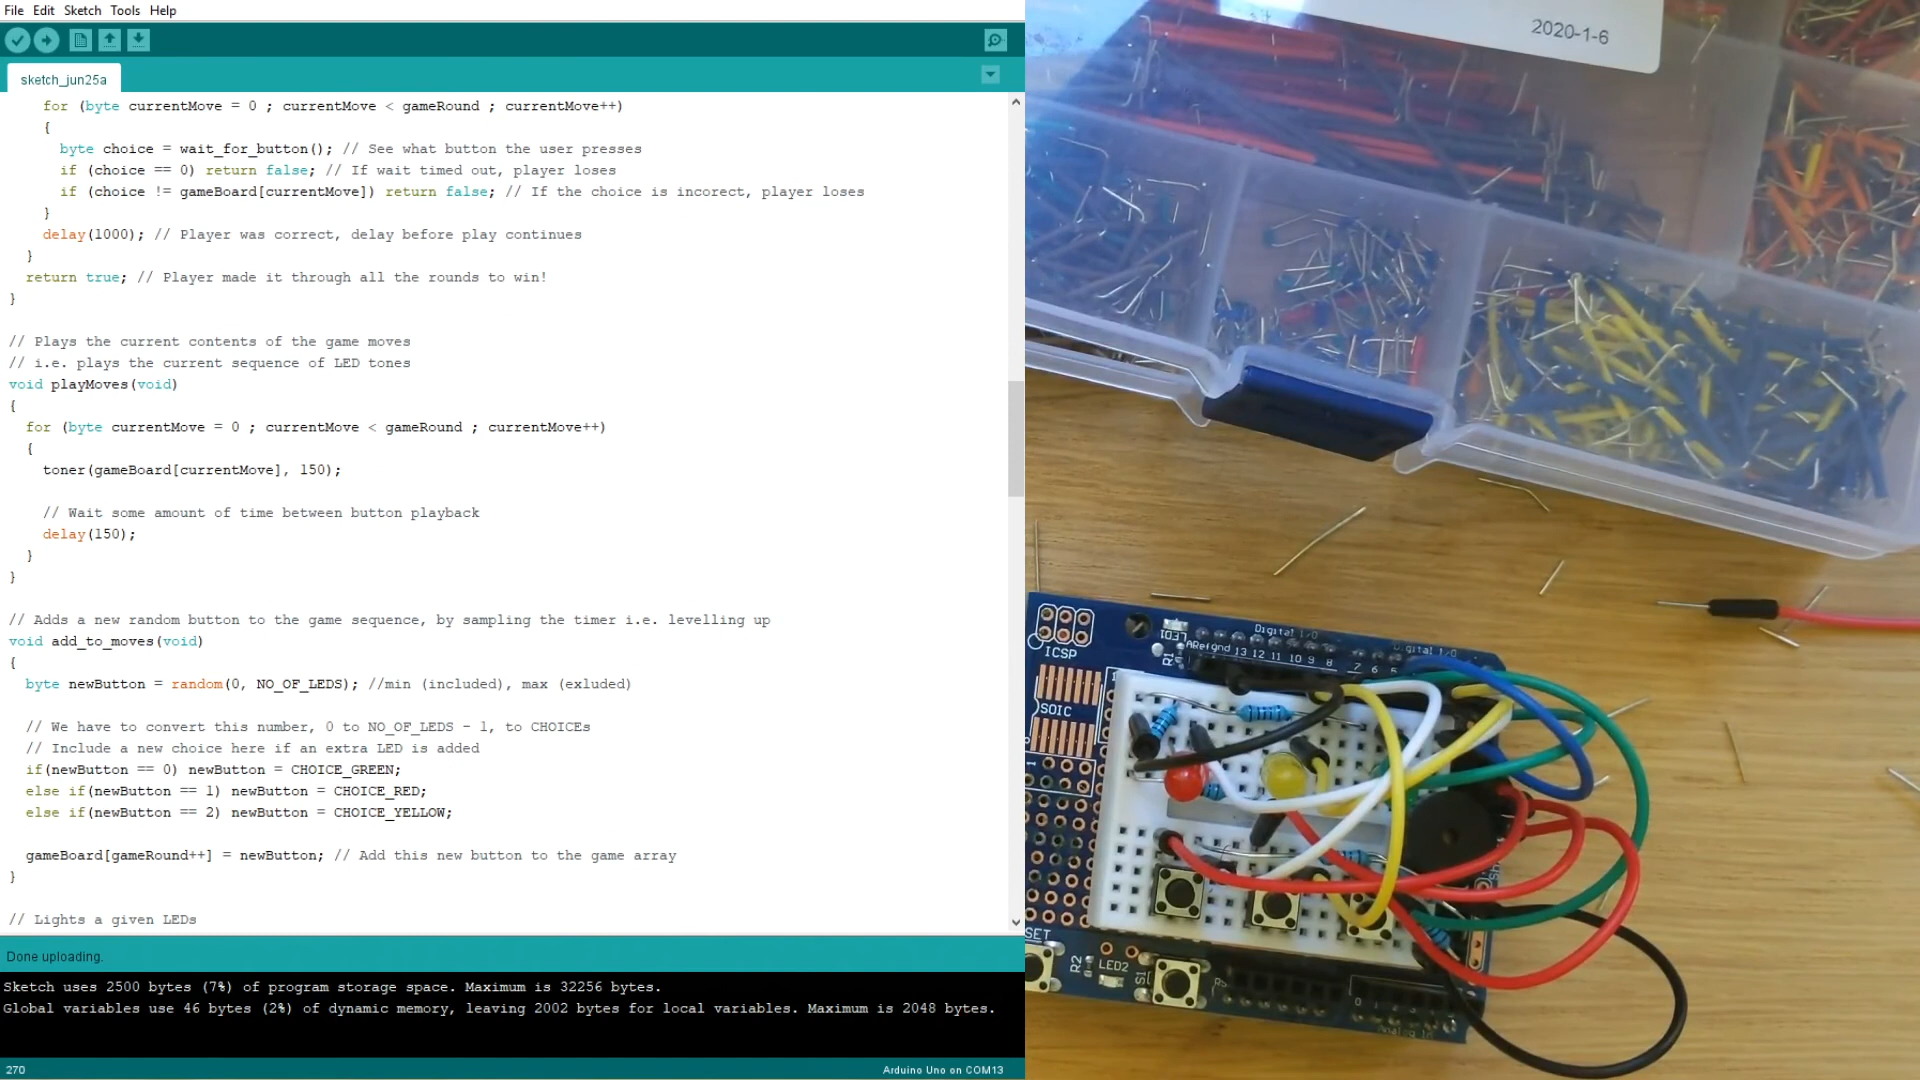 File Edit Sketch Tools Help
sketch_jun25a
for (byte currentMove = 0 ; currentMove < gameRound ; currentMove++)
{
byte choice = wait_for_button(); // See what button the user presses
if (choice == 0) return false; // If wait timed out, player loses
if (choice != gameBoard[currentMove]) return false; // If the choice is incorect, player loses
}
delay(1000); // Player was correct, delay before play continues
}
return true; // Player made it through all the rounds to win!
}
// Plays the current contents of the game moves
// i.e. plays the current sequence of LED tones
void playMoves(void)
{
for (byte currentMove = 0 ; currentMove < gameRound ; currentMove++)
{
toner(gameBoard[currentMove], 150);
// Wait some amount of time between button playback
delay(150);
}
}
// Adds a new random button to the game sequence, by sampling the timer i.e. levelling up
void add_to_moves(void)
{
byte newButton = random(0, NO_OF_LEDS); //min (included), max (exluded)
// We have to convert this number, 0 to NO_OF_LEDS - 1, to CHOICEs
// Include a new choice here if an extra LED is added
if(newButton == 0) newButton = CHOICE_GREEN;
else if(newButton == 1) newButton = CHOICE_RED;
else if(newButton == 2) newButton = CHOICE_YELLOW;
gameBoard[gameRound++] = newButton; // Add this new button to the game array
}
// Lights a given LEDs
Done uploading.
Sketch uses 2500 bytes (7%) of program storage space. Maximum is 32256 bytes.
Global variables use 46 bytes (2%) of dynamic memory, leaving 2002 bytes for local variables. Maximum is 2048 bytes.
270
Arduino Uno on COM13
2020-1-6
ICSP
LED1
R1
Digital I/O
Digital I/O
ARef gnd 13 12 11 10 9 8 7 6 5
SOIC
1
SET
R2
LED2
S1
0
Analog In